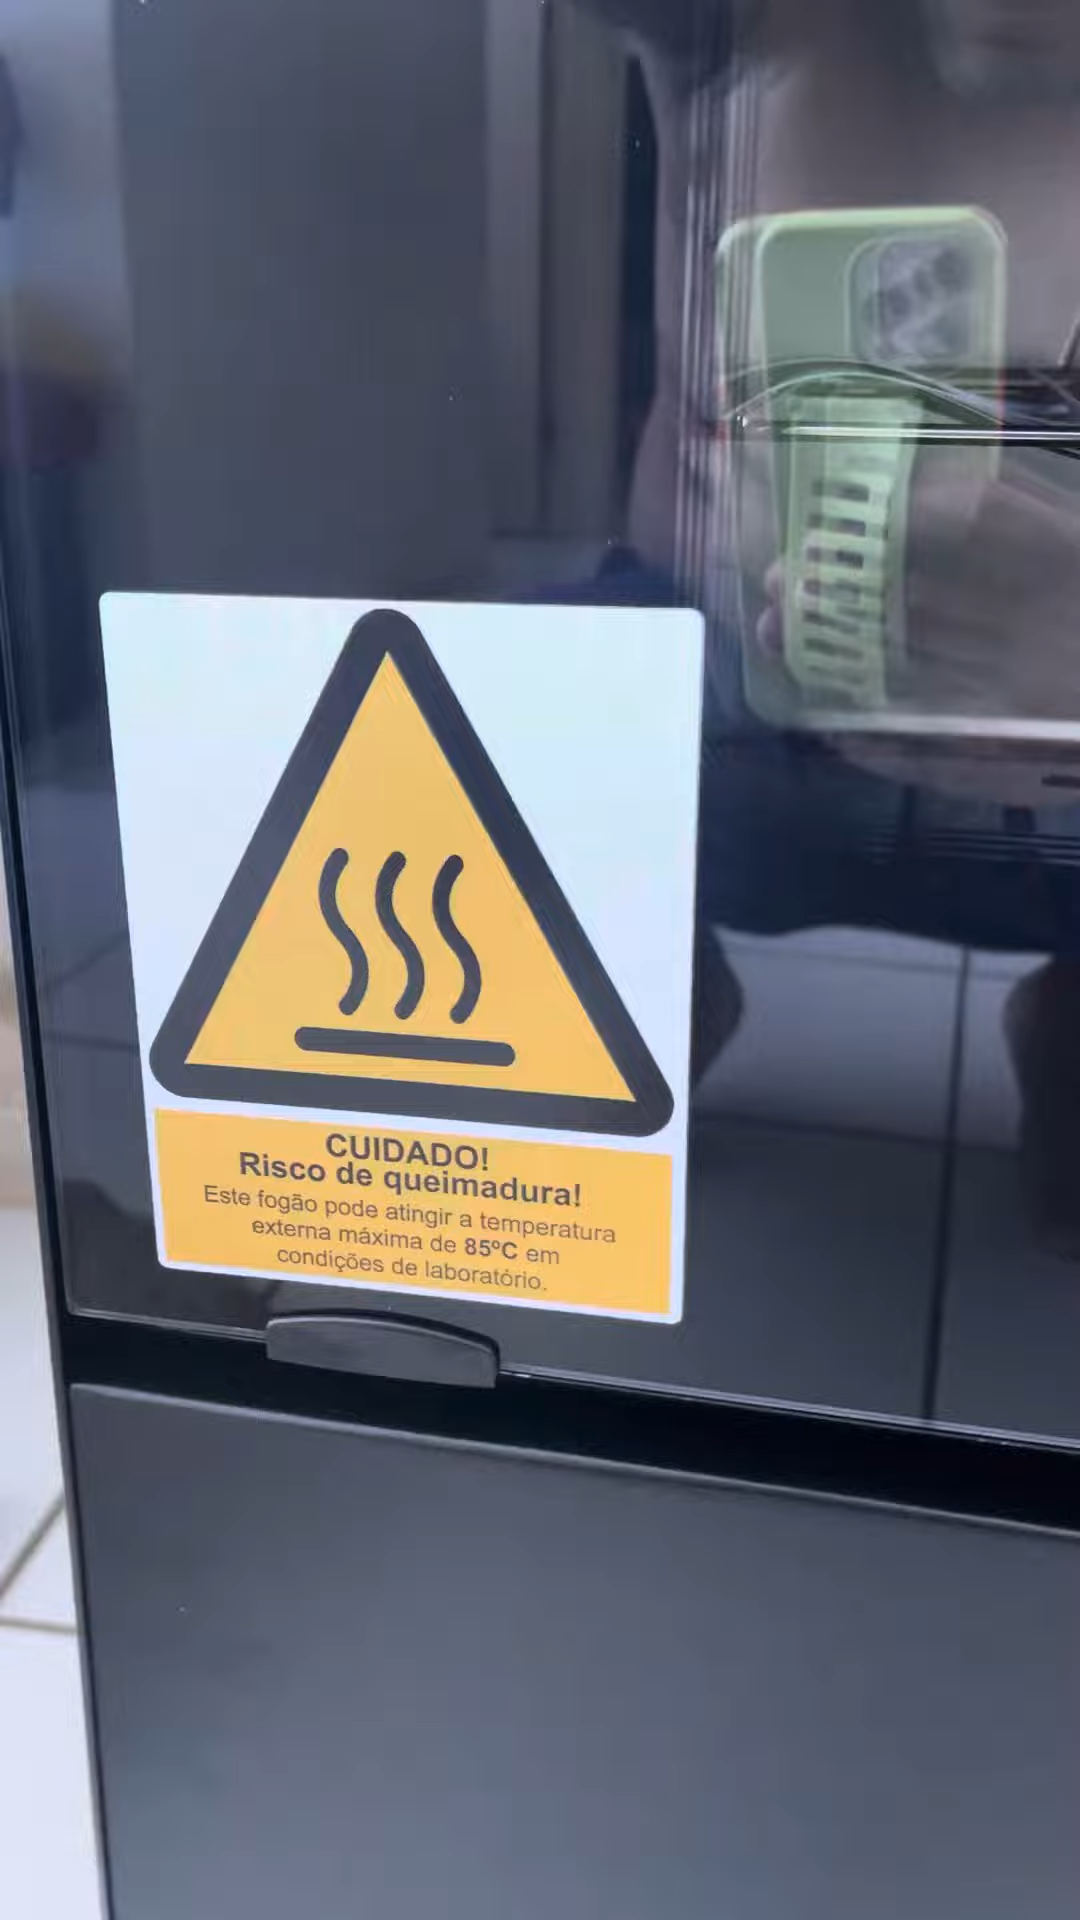 CUIDADO!
Risco de queimadura!
Este fogão pode atingir a temperatura
externa máxima de 85ºC em
condições de laboratório.